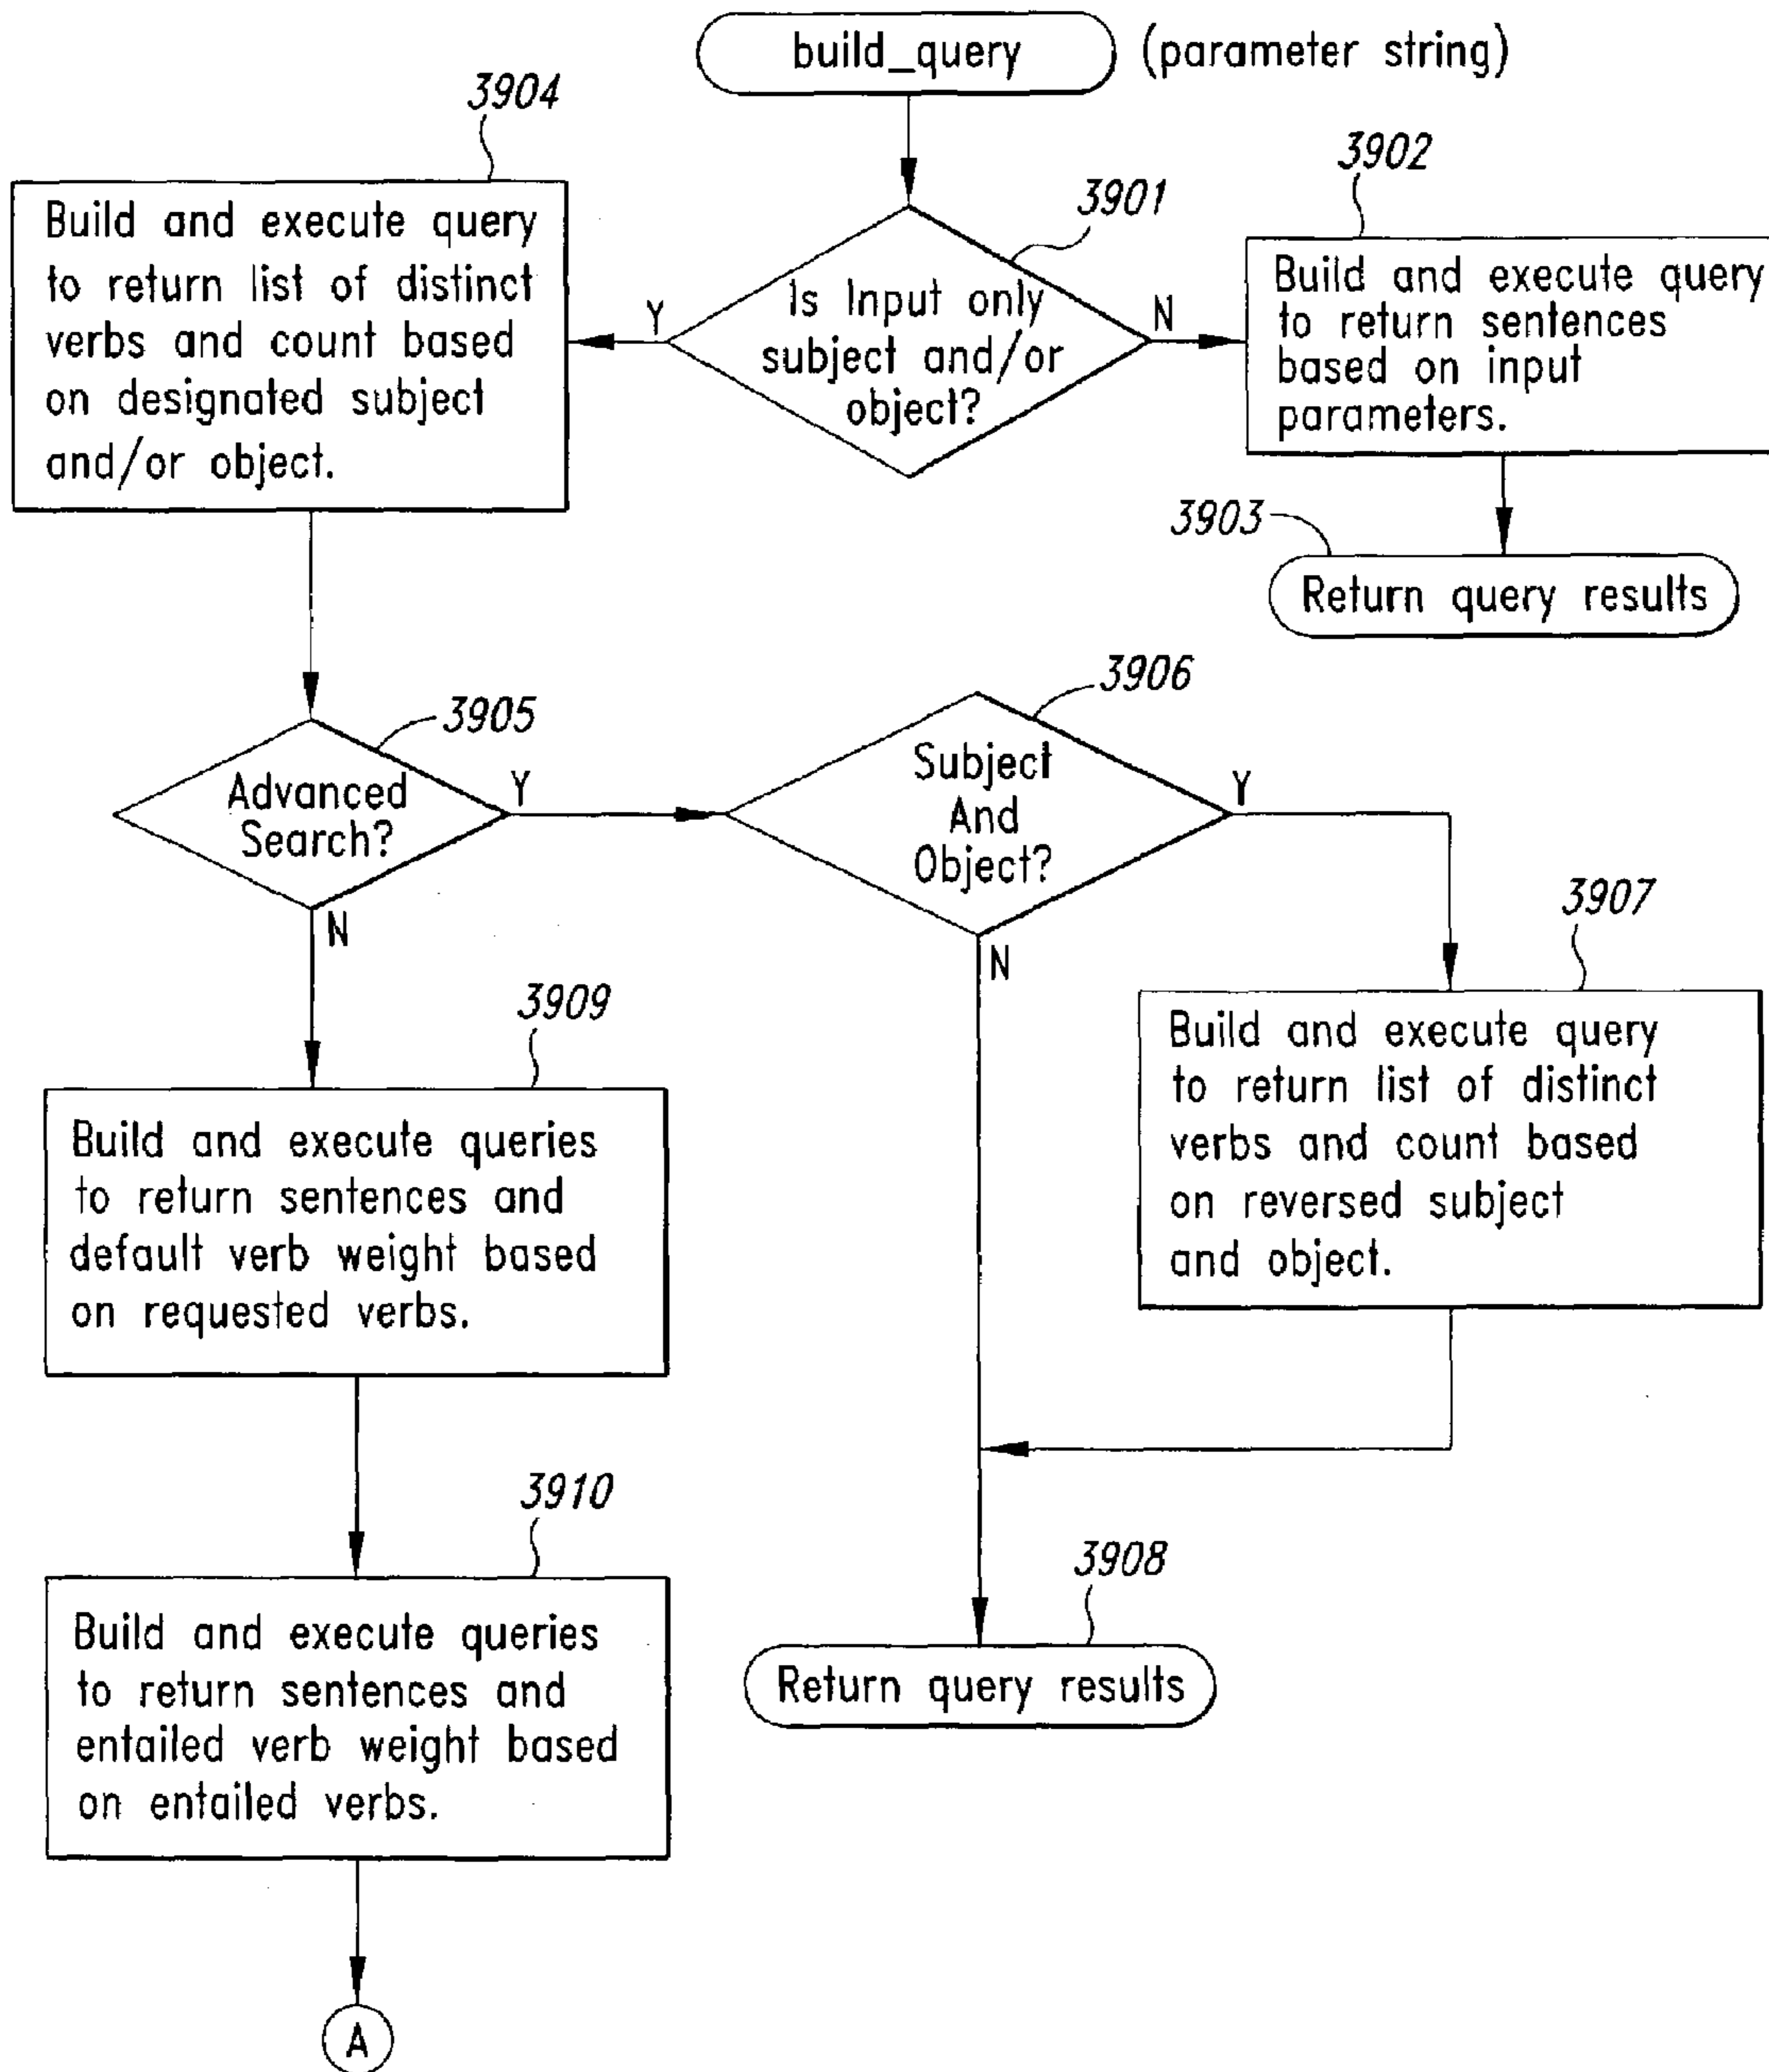 build_query (parameter string)
3904
Build and execute query
to return list of distinct
verbs and count based
on designated subject
and/or object.
3901
Is Input only
subject and/or
object?
Y
N
3902
Build and execute query
to return sentences
based on input
parameters.
3903
Return query results
3905
Advanced
Search?
Y
N
3906
Subject
And
Object?
Y
N
3907
Build and execute query
to return list of distinct
verbs and count based
on reversed subject
and object.
3909
Build and execute queries
to return sentences and
default verb weight based
on requested verbs.
3910
Build and execute queries
to return sentences and
entailed verb weight based
on entailed verbs.
3908
Return query results
A